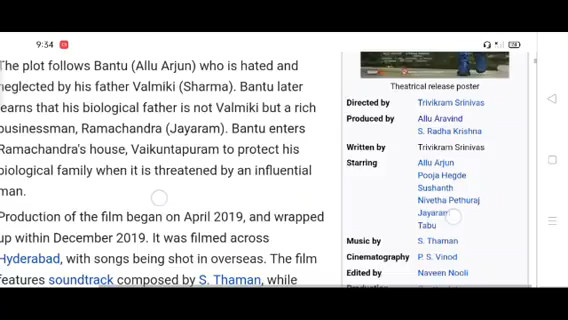 9:34
The plot follows Bantu (Allu Arjun) who is hated and
neglected by his father Valmiki (Sharma). Bantu later
learns that his biological father is not Valmiki but a rich
businessman, Ramachandra (Jayaram). Bantu enters
Ramachandra's house, Vaikuntapuram to protect his
biological family when it is threatened by an influential
man.
Production of the film began on April 2019, and wrapped
up within December 2019. It was filmed across
Hyderabad, with songs being shot in overseas. The film
features soundtrack composed by S. Thaman, while
Theatrical release poster
Directed by Trivikram Srinivas
Produced by Allu Aravind
S. Radha Krishna
Written by Trivikram Srinivas
Starring Allu Arjun
Pooja Hegde
Sushanth
Nivetha Pethuraj
Jayaram
Tabu
Music by S. Thaman
Cinematography P. S. Vinod
Edited by Naveen Nooli